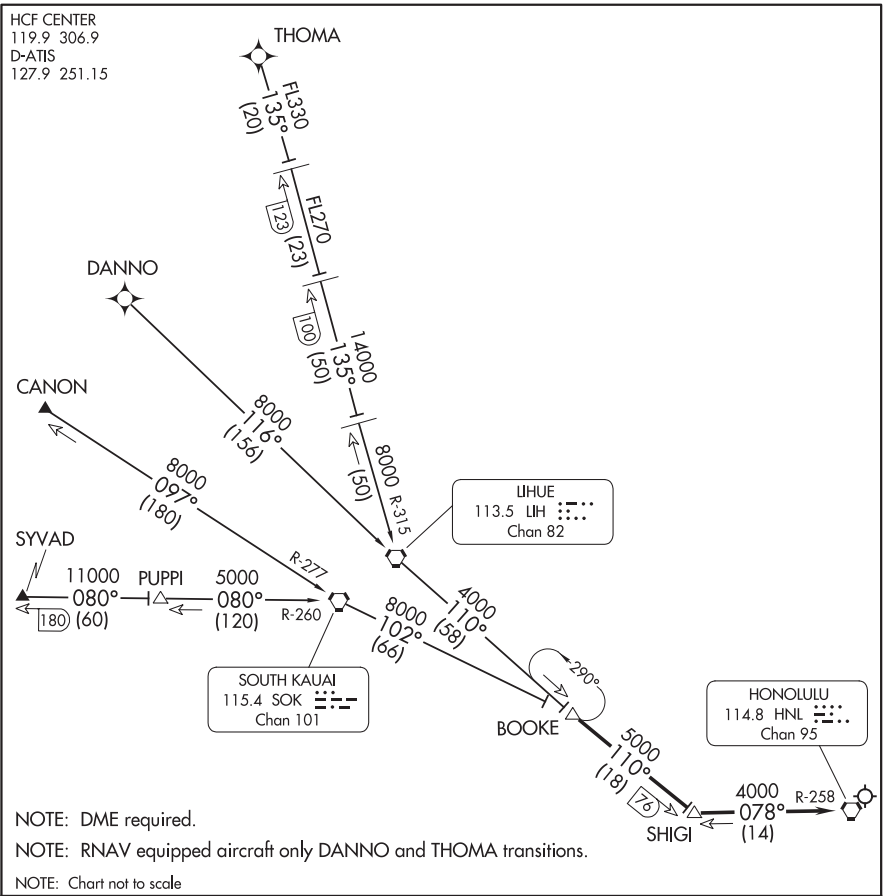 HCF CENTER
119.9 306.9
D-ATIS
127.9 251.15
THOMA
FL330
135°
(20)
123
FL270
(23)
100
14000
135°
(50)
8000 R-315
(50)
DANNO
8000
116°
(156)
CANON
8000
097°
(180)
R-277
LIHUE
113.5 LIH
Chan 82
SYVAD
11000
080°
180 (60)
PUPPI
5000
080°
(120)
R-260
8000
102°
(66)
4000
110°
(58)
SOUTH KAUAI
115.4 SOK
Chan 101
290°
BOOKE
5000
110°
(18)
76
SHIGI
HONOLULU
114.8 HNL
Chan 95
4000
078°
(14)
R-258
NOTE: DME required.
NOTE: RNAV equipped aircraft only DANNO and THOMA transitions.
NOTE: Chart not to scale